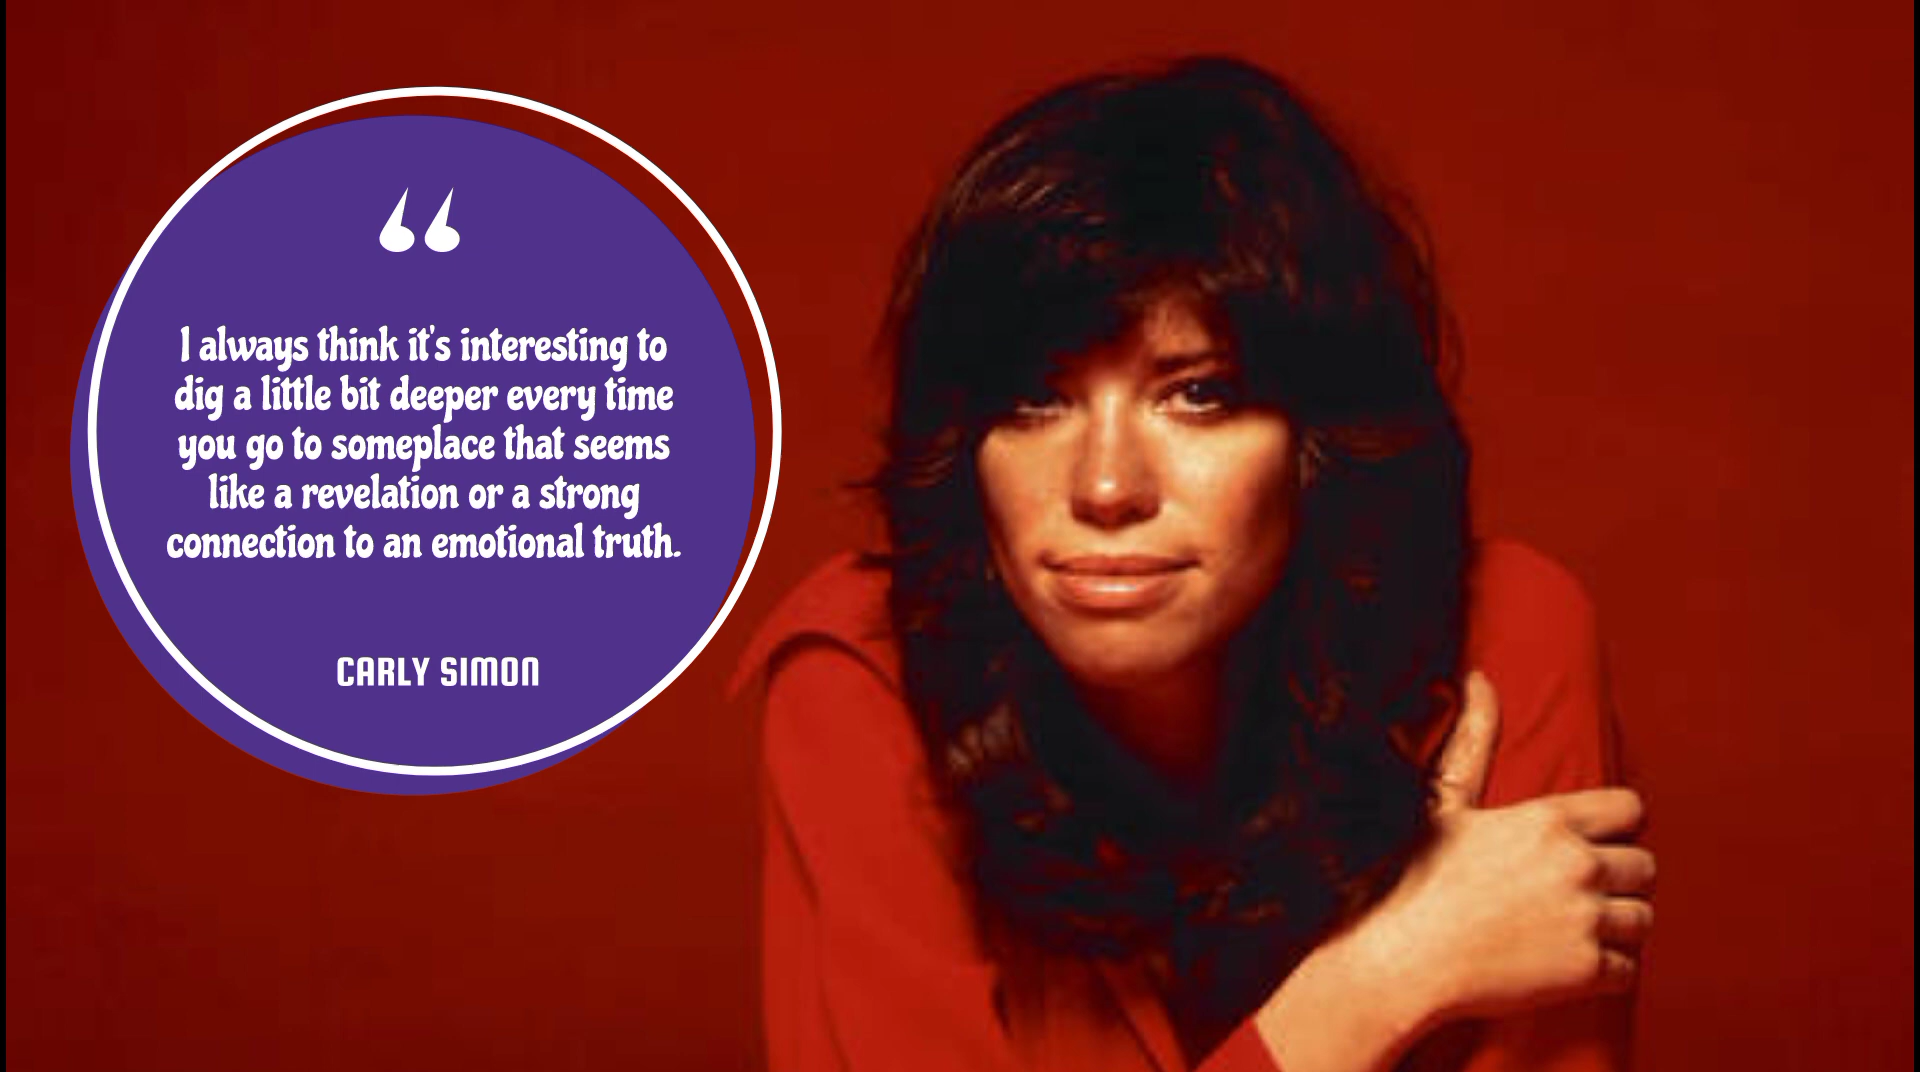 “
I always think it's interesting to
dig a little bit deeper every time
you go to someplace that seems
like a revelation or a strong
connection to an emotional truth.
CARLY SIMON